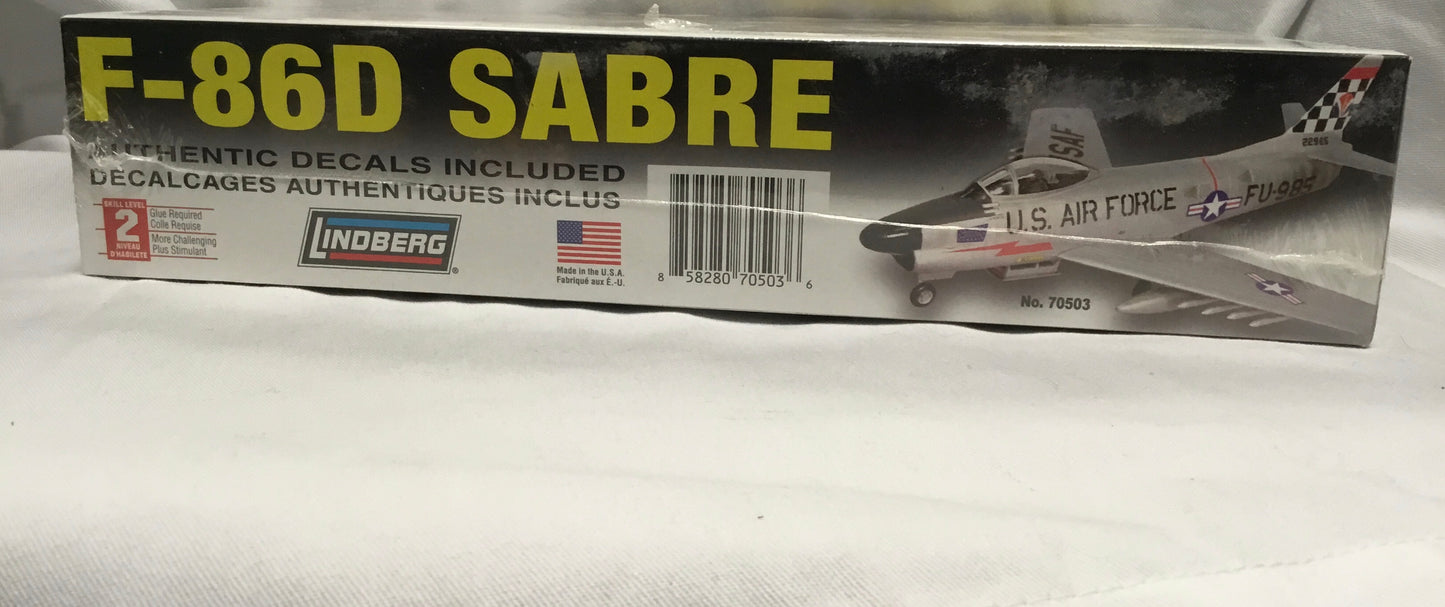 F-86D SABRE
AUTHENTIC DECALS INCLUDED
DECALCAGES AUTHENTIQUES INCLUS
SKILL LEVEL
2
NIVEAU
D'HABILETE
Glue Required
Colle Requise
More Challenging
Plus Stimulant
LINDBERG
®
Made in the U.S.A.
Fabriqué aux É.-U.
8 58280 70503 6
SAF
U.S. AIR FORCE
FU-985
No. 70503